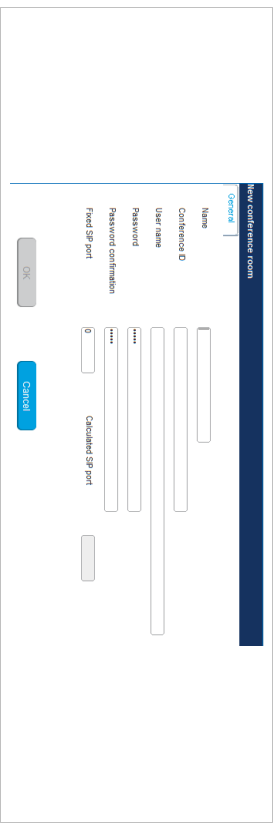 New conference room
General
Name
Conference ID
User name
Password •••••
Password confirmation •••••
Fixed SIP port 0 Calculated SIP port
OK Cancel